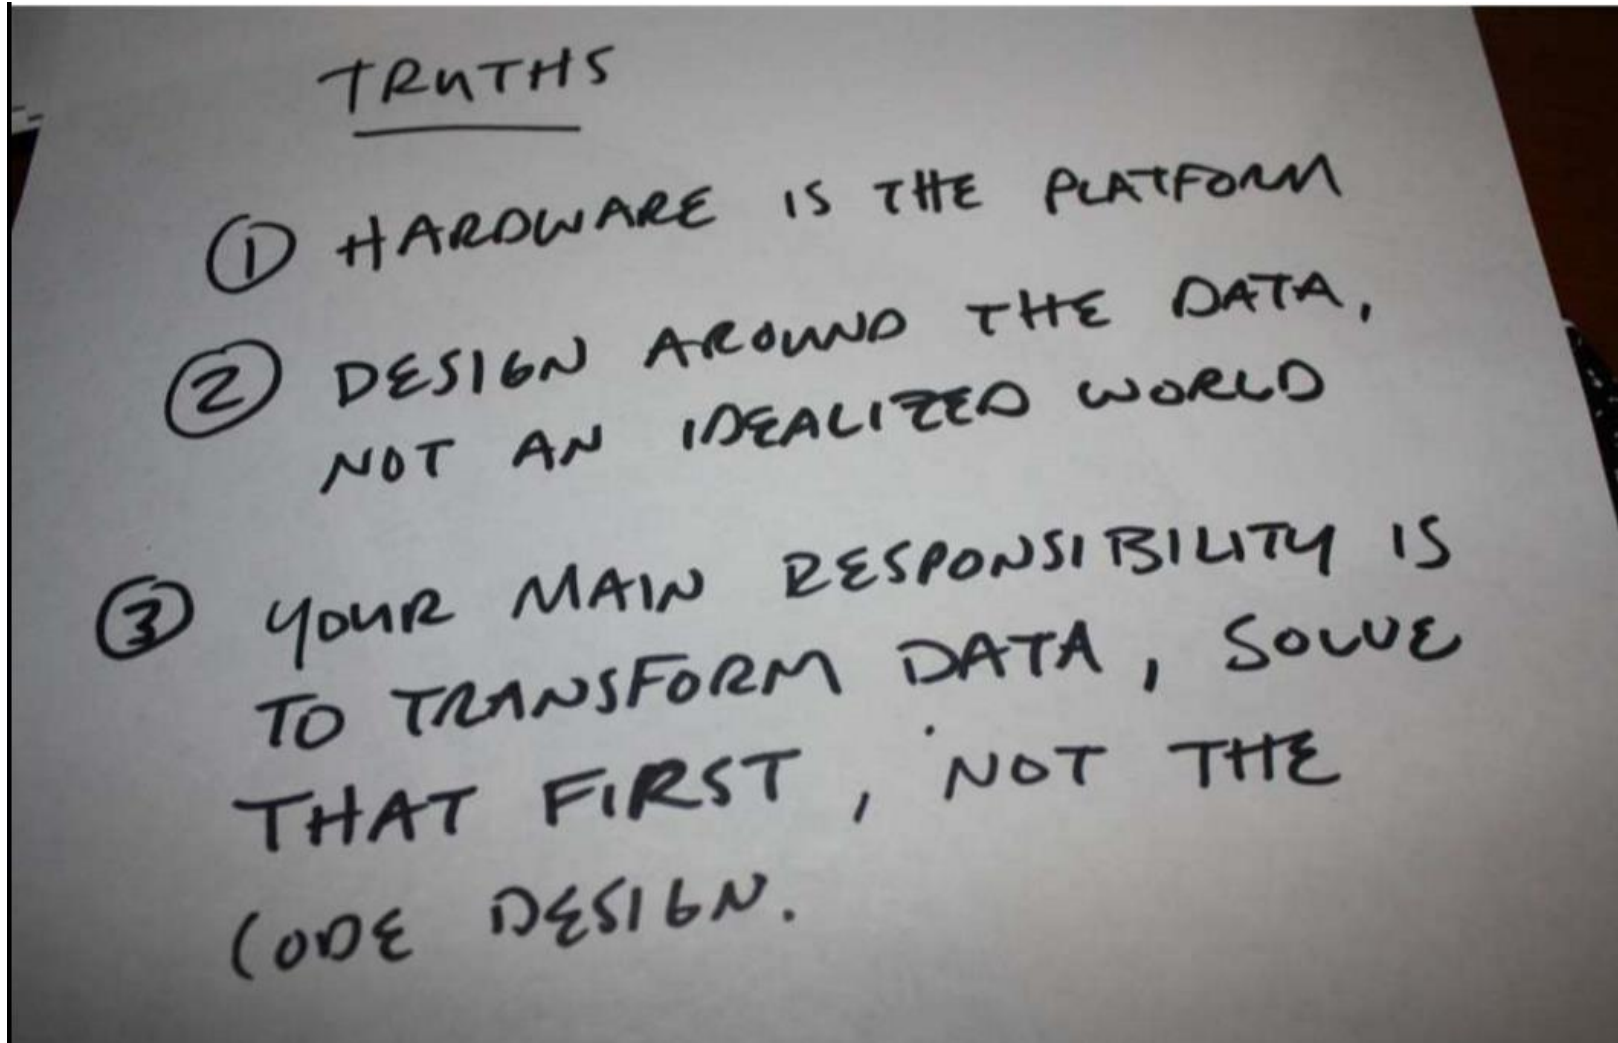 TRUTHS
① HARDWARE IS THE PLATFORM
② DESIGN AROUND THE DATA,
NOT AN IDEALIZED WORLD
③ YOUR MAIN RESPONSIBILITY IS
TO TRANSFORM DATA, SOLVE
THAT FIRST, NOT THE
CODE DESIGN.